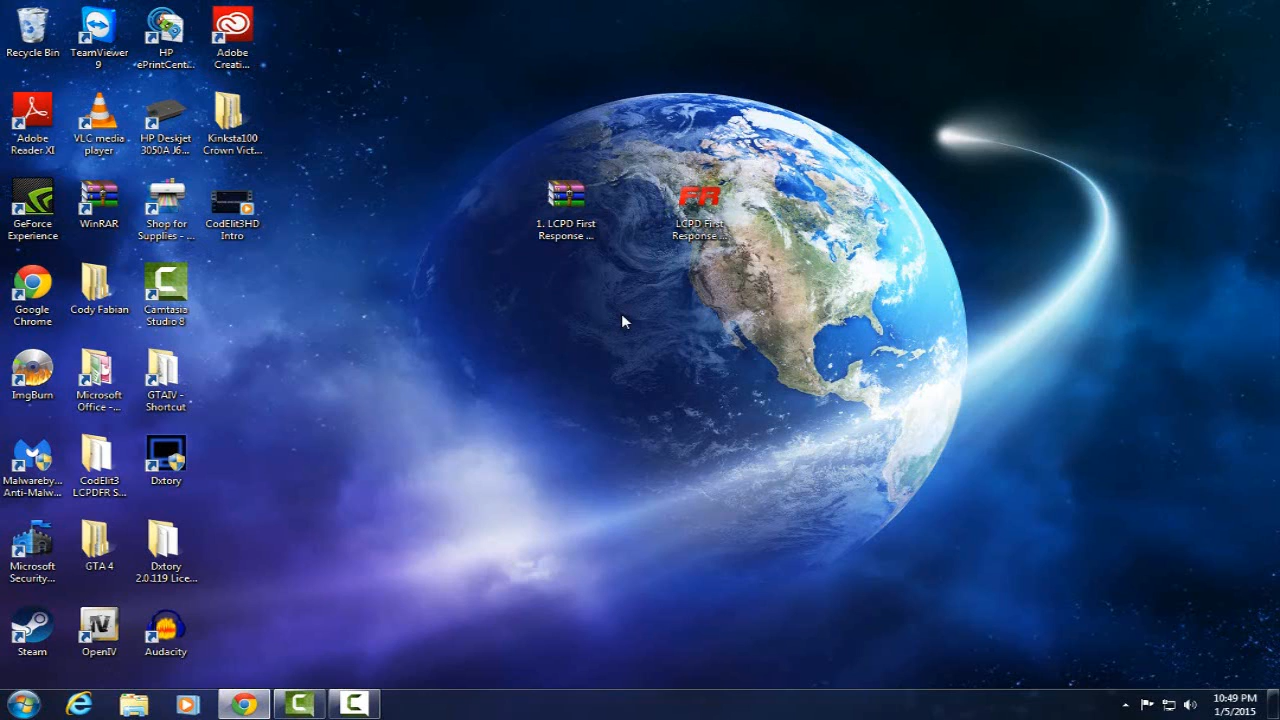 Recycle Bin
TeamViewer
9
HP
ePrintCent...
Adobe
Creati...
Adobe
Reader XI
VLC media
player
HP Deskjet
3050A J6...
Kinksta100
Crown Vict...
GeForce
Experience
WinRAR
Shop for
Supplies - ...
CodElit3HD
Intro
1. LCPD First
Response ...
FR
LCPD First
Response ...
Google
Chrome
Cody Fabian
Camtasia
Studio 8
ImgBurn
Microsoft
Office -...
GTAIV -
Shortcut
Malwareby...
Anti-Malw...
CodElit3
LCPDFR S...
Dxtory
Microsoft
Security...
GTA 4
Dxtory
2.0.119 Lice...
Steam
OpenIV
Audacity
10:49 PM
1/5/2015